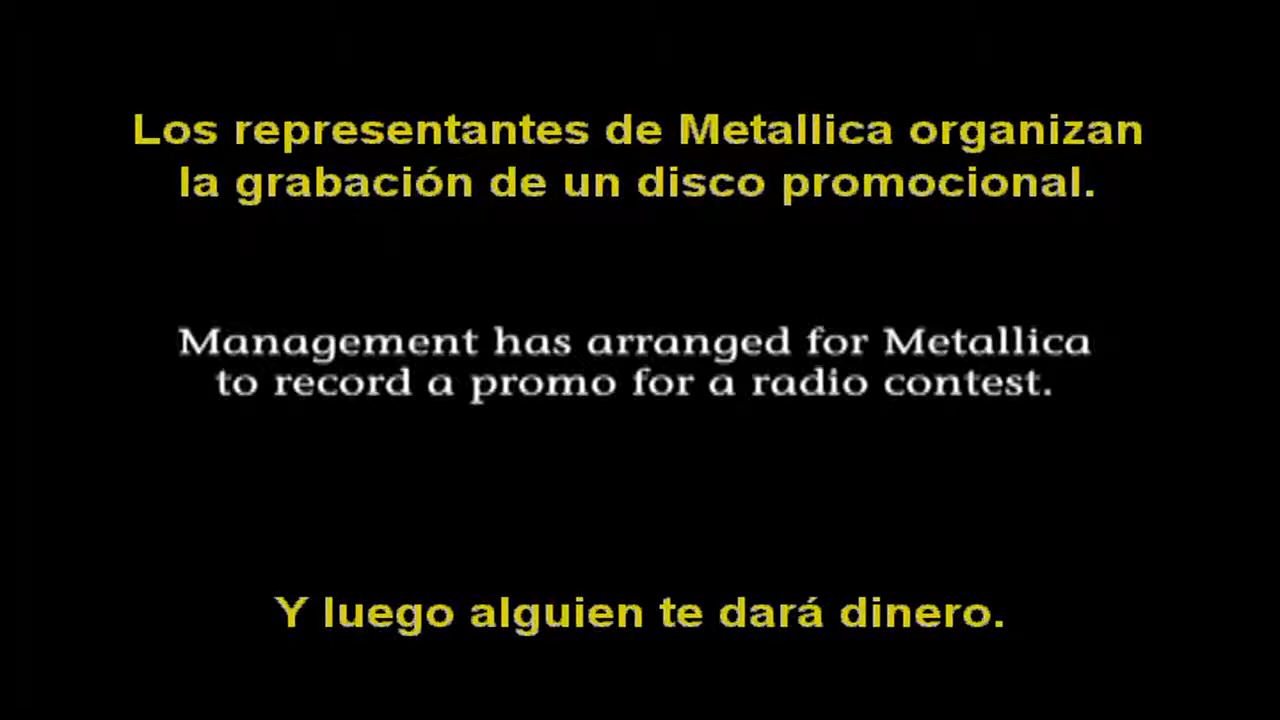 Los representantes de Metallica organizan
la grabación de un disco promocional.
Management has arranged for Metallica
to record a promo for a radio contest.
Y luego alguien te dará dinero.